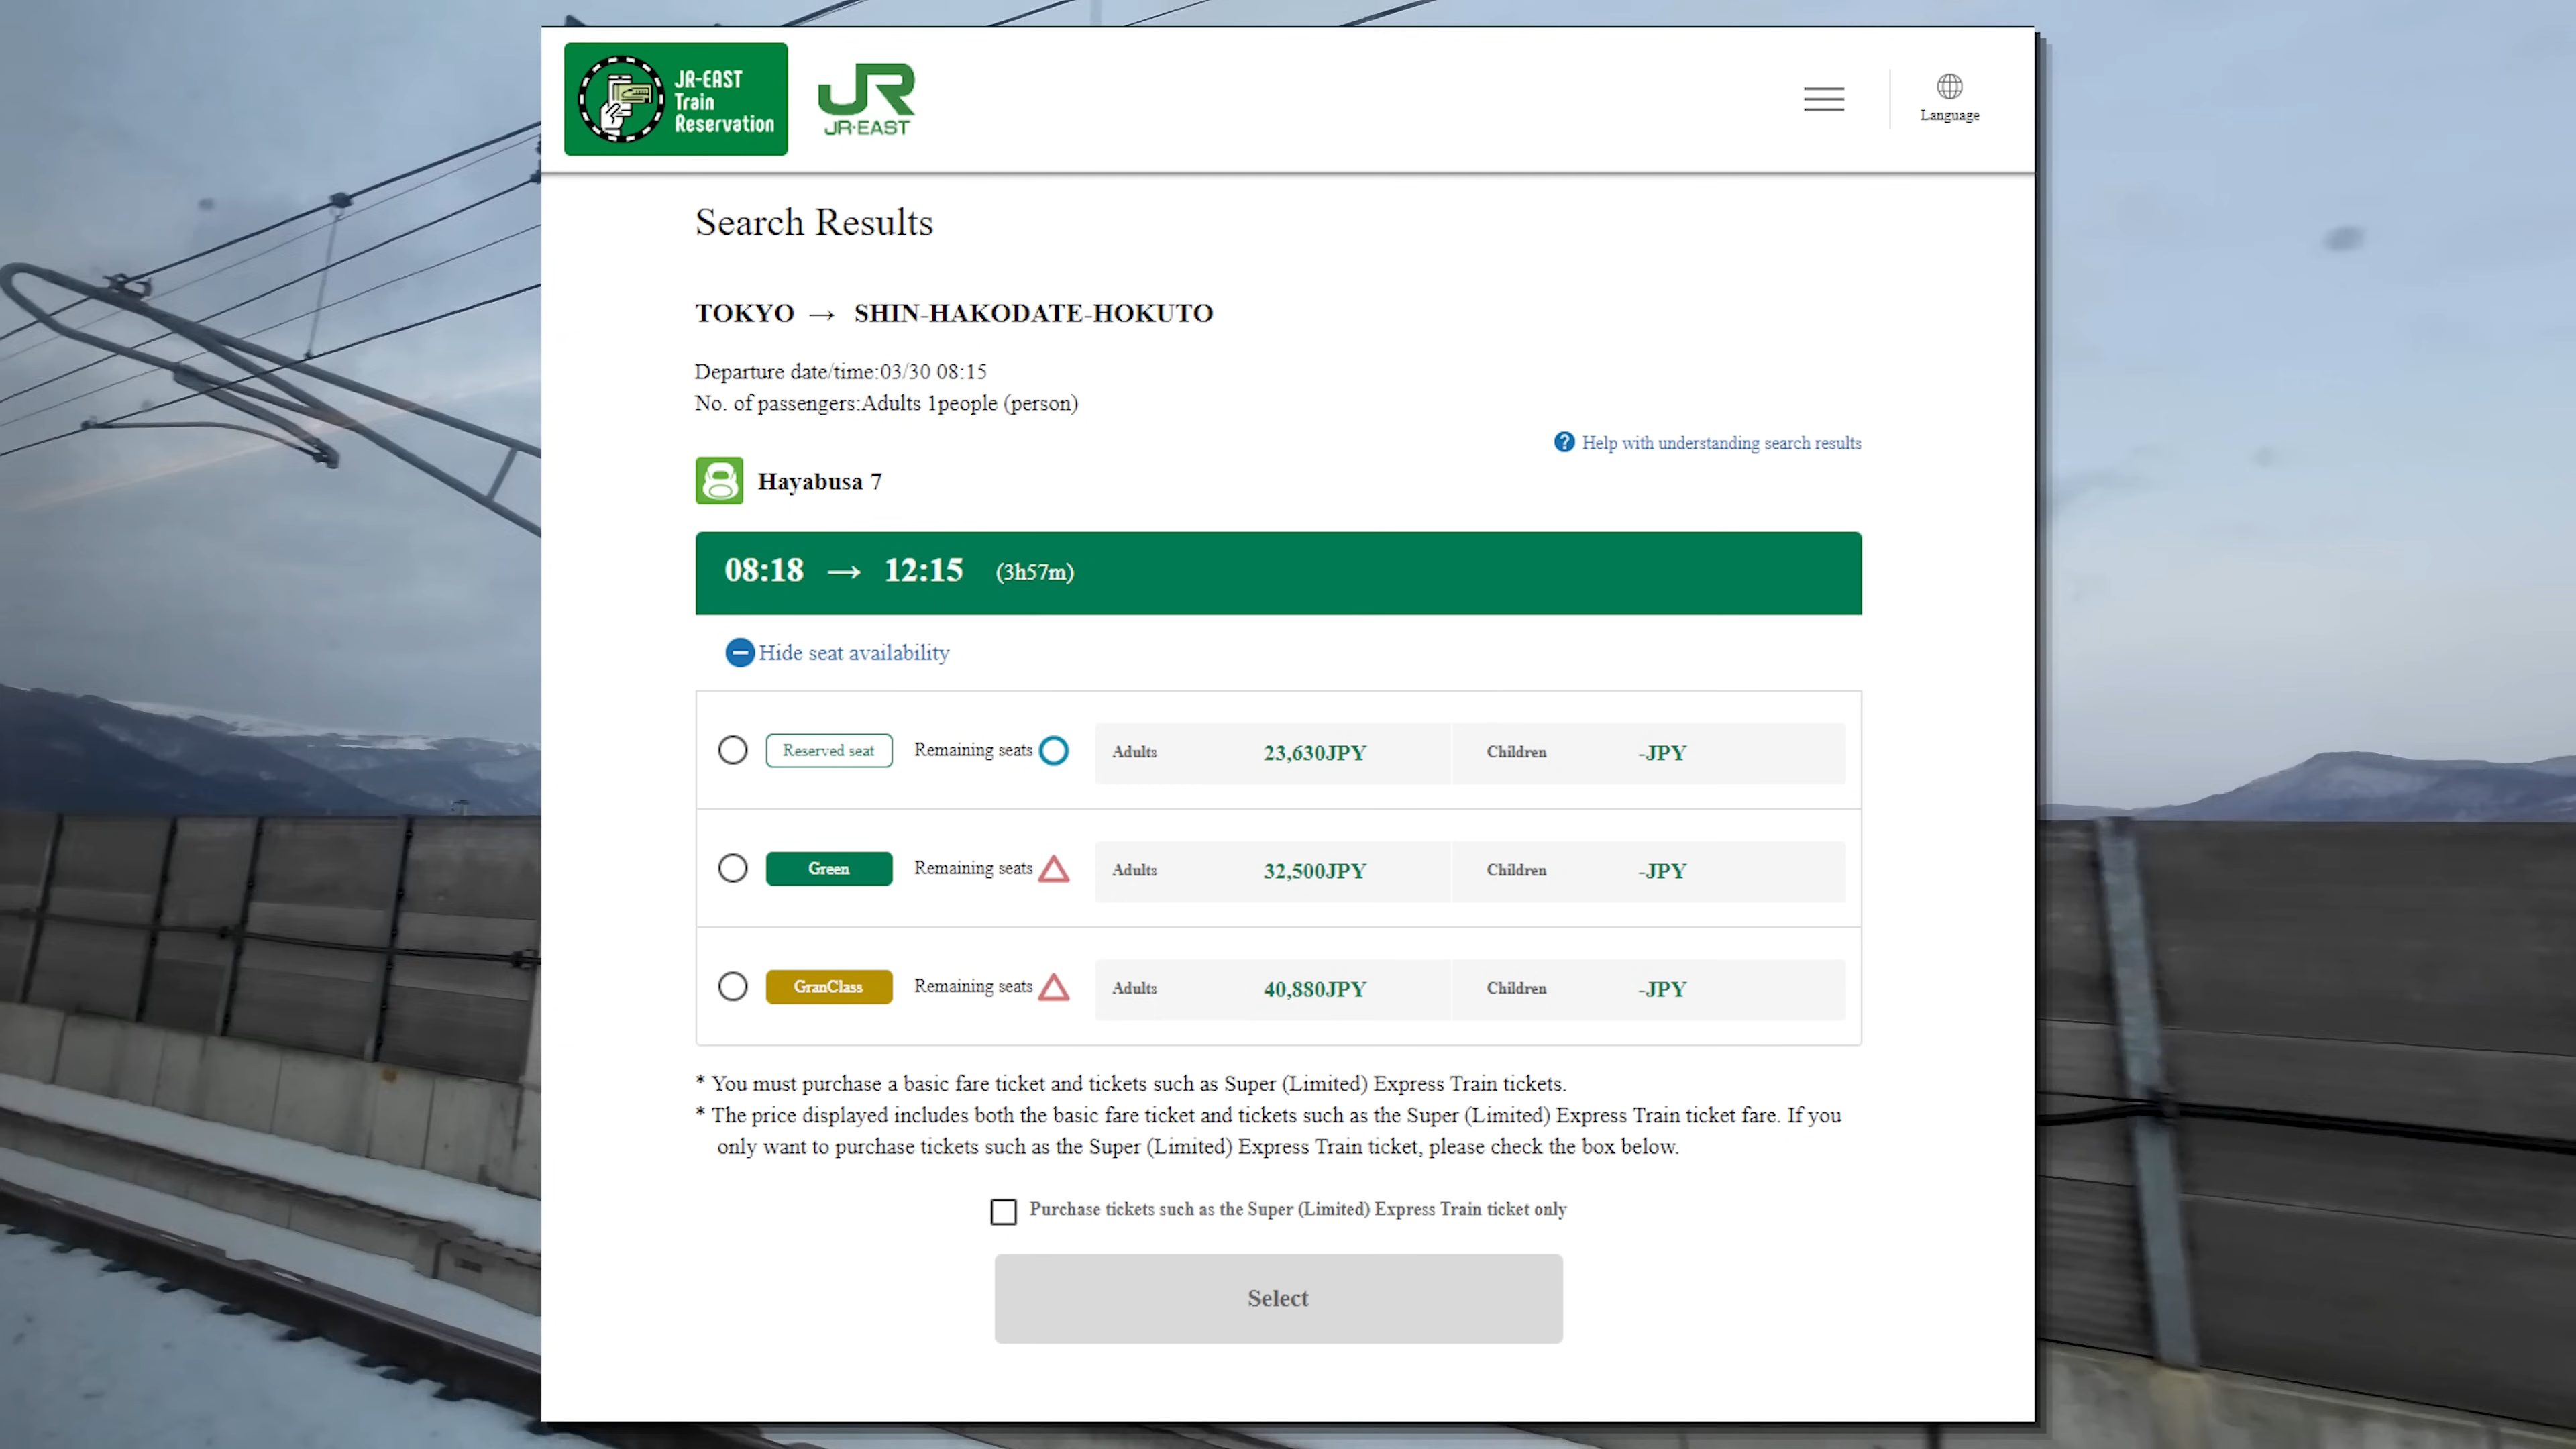 JR-EAST
Train
Reservation
JR
JR-EAST
Language
Search Results
TOKYO → SHIN-HAKODATE-HOKUTO
Departure date/time:03/30 08:15
No. of passengers:Adults 1people (person)
? Help with understanding search results
Hayabusa 7
08:18 → 12:15 (3h57m)
Hide seat availability
Reserved seat Remaining seats Adults 23,630JPY Children -JPY
Green Remaining seats Adults 32,500JPY Children -JPY
GranClass Remaining seats Adults 40,880JPY Children -JPY
* You must purchase a basic fare ticket and tickets such as Super (Limited) Express Train tickets.
* The price displayed includes both the basic fare ticket and tickets such as the Super (Limited) Express Train ticket fare. If you
only want to purchase tickets such as the Super (Limited) Express Train ticket, please check the box below.
Purchase tickets such as the Super (Limited) Express Train ticket only
Select